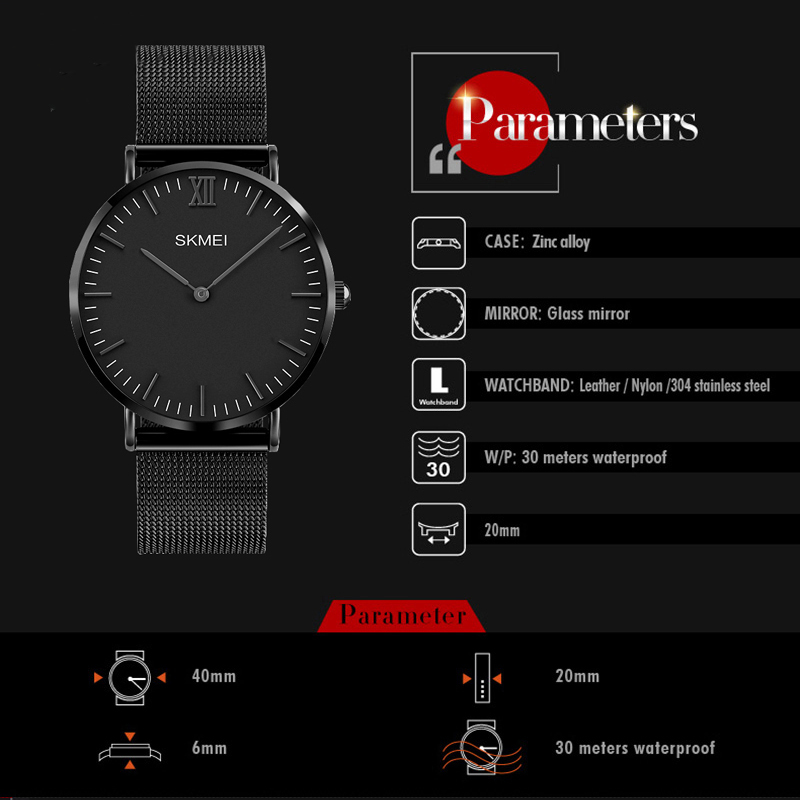 XII
SKMEI
Parameters
CASE: Zinc alloy
MIRROR: Glass mirror
L
Watchband
WATCHBAND: Leather / Nylon /304 stainless steel
30
W/P: 30 meters waterproof
20mm
Parameter
40mm
20mm
6mm
30 meters waterproof